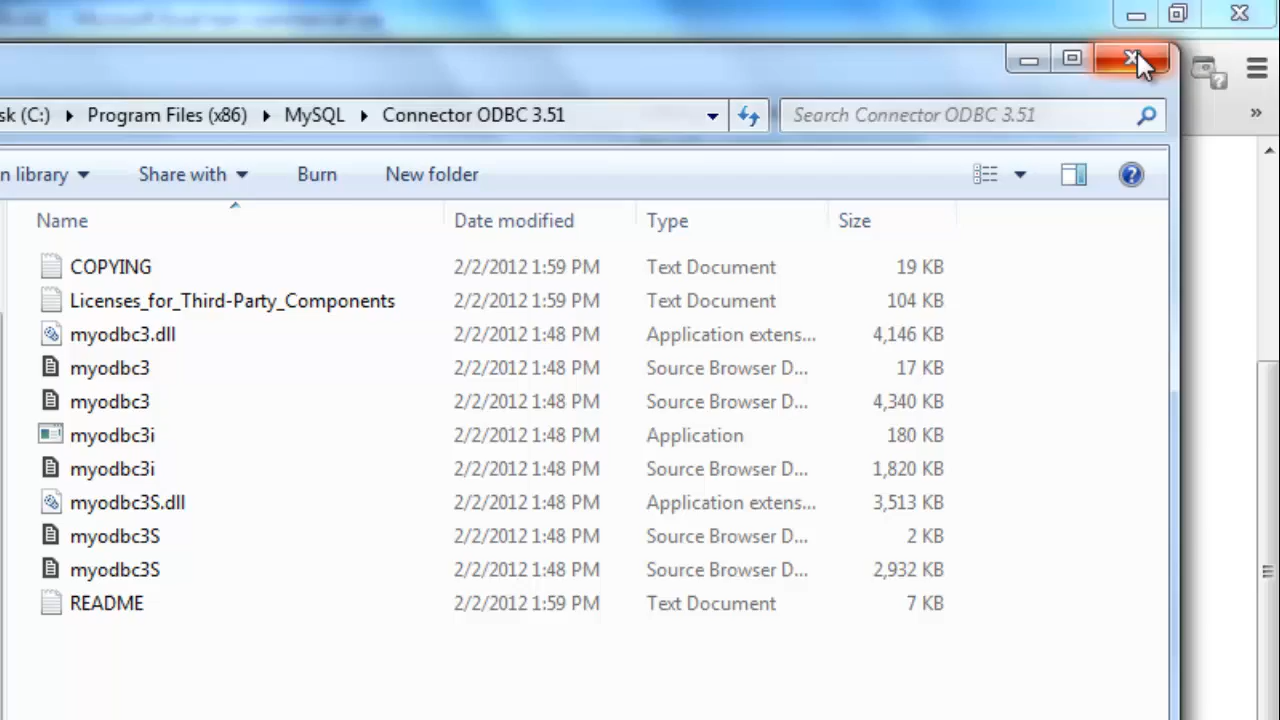 sk (C:) Program Files (x86) MySQL Connector ODBC 3.51 Search Connector ODBC 3.51
n library Share with Burn New folder
Name Date modified Type Size
COPYING 2/2/2012 1:59 PM Text Document 19 KB
Licenses_for_Third-Party_Components 2/2/2012 1:59 PM Text Document 104 KB
myodbc3.dll 2/2/2012 1:48 PM Application extens... 4,146 KB
myodbc3 2/2/2012 1:48 PM Source Browser D... 17 KB
myodbc3 2/2/2012 1:48 PM Source Browser D... 4,340 KB
myodbc3i 2/2/2012 1:48 PM Application 180 KB
myodbc3i 2/2/2012 1:48 PM Source Browser D... 1,820 KB
myodbc3S.dll 2/2/2012 1:48 PM Application extens... 3,513 KB
myodbc3S 2/2/2012 1:48 PM Source Browser D... 2 KB
myodbc3S 2/2/2012 1:48 PM Source Browser D... 2,932 KB
README 2/2/2012 1:59 PM Text Document 7 KB